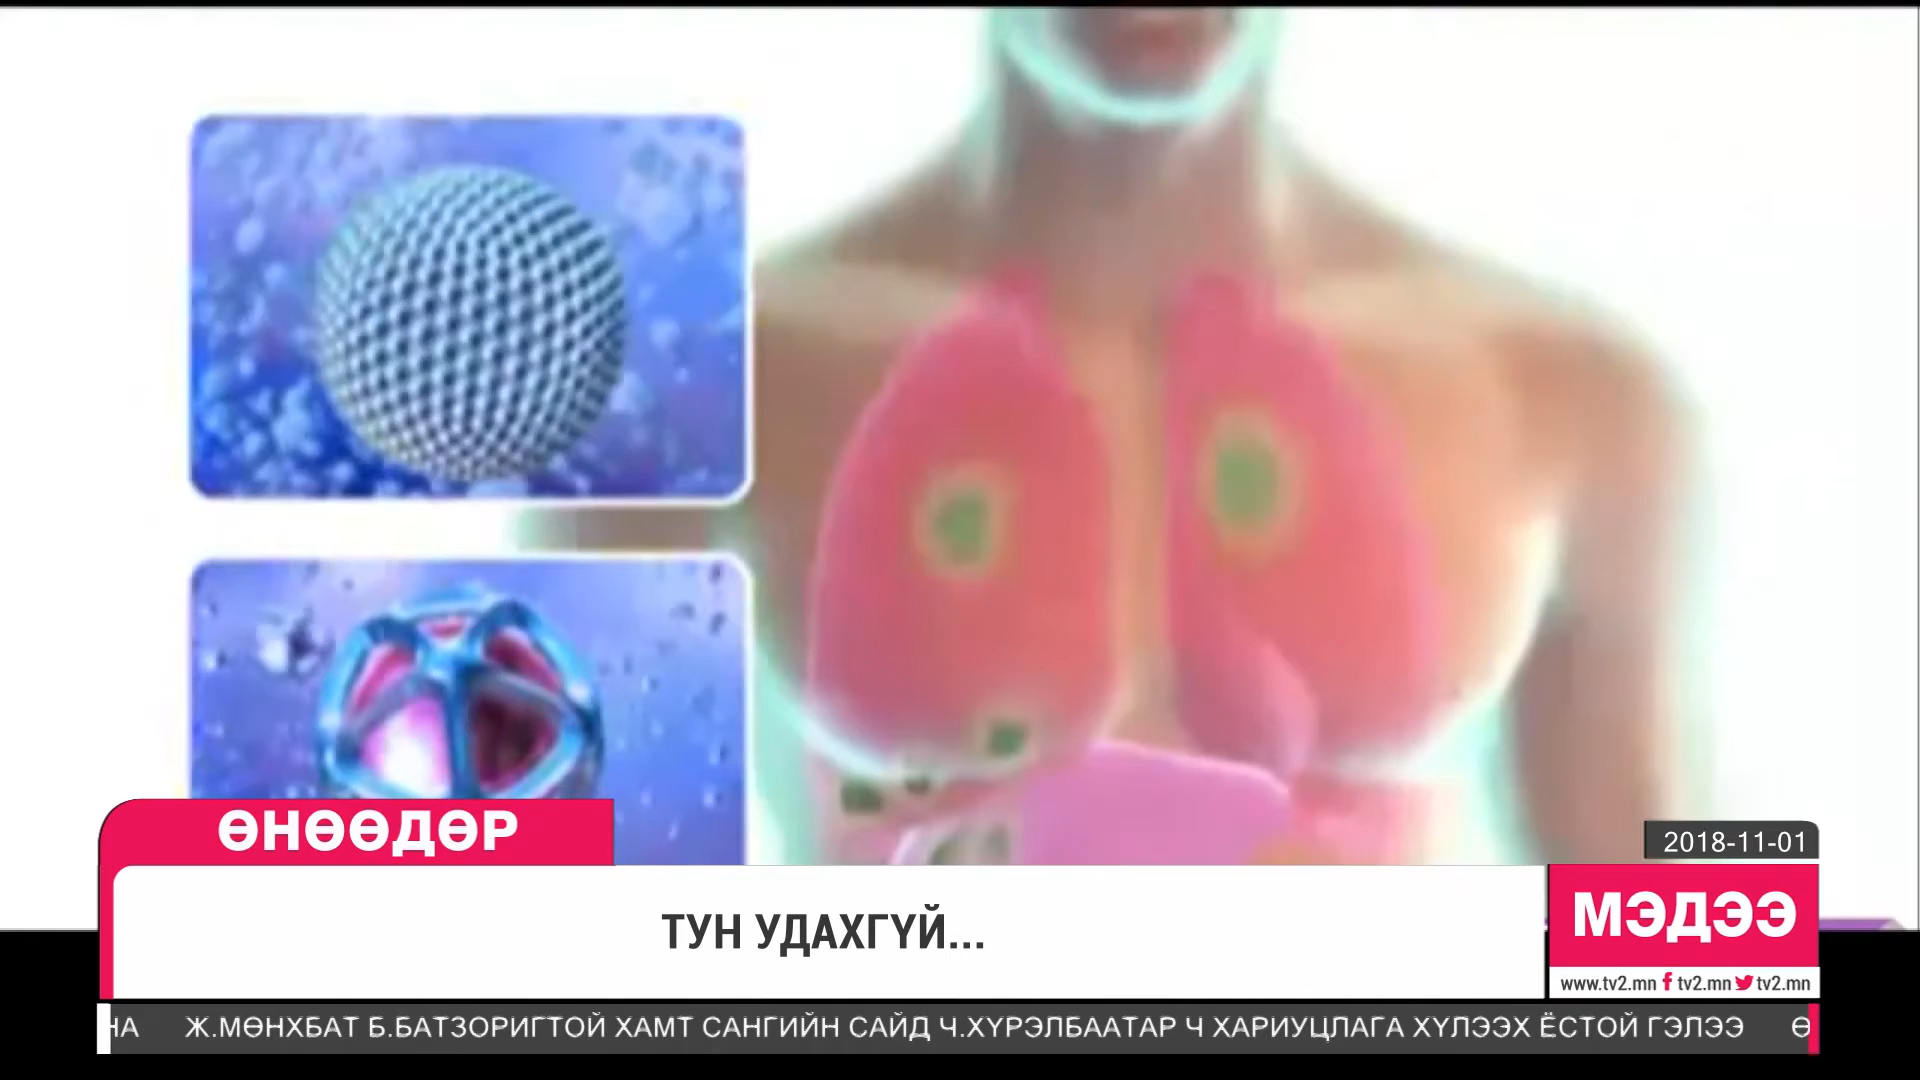 ӨНӨӨДӨР
2018-11-01
ТУН УДАХГҮЙ...
МЭДЭЭ
www.tv2.mn tv2.mn tv2.mn
НА Ж.МӨНХБАТ Б.БАТЗОРИГТОЙ ХАМТ САНГИЙН САЙД Ч.ХҮРЭЛБААТАР Ч ХАРИУЦЛАГА ХҮЛЭЭХ ЁСТОЙ ГЭЛЭЭ Ө